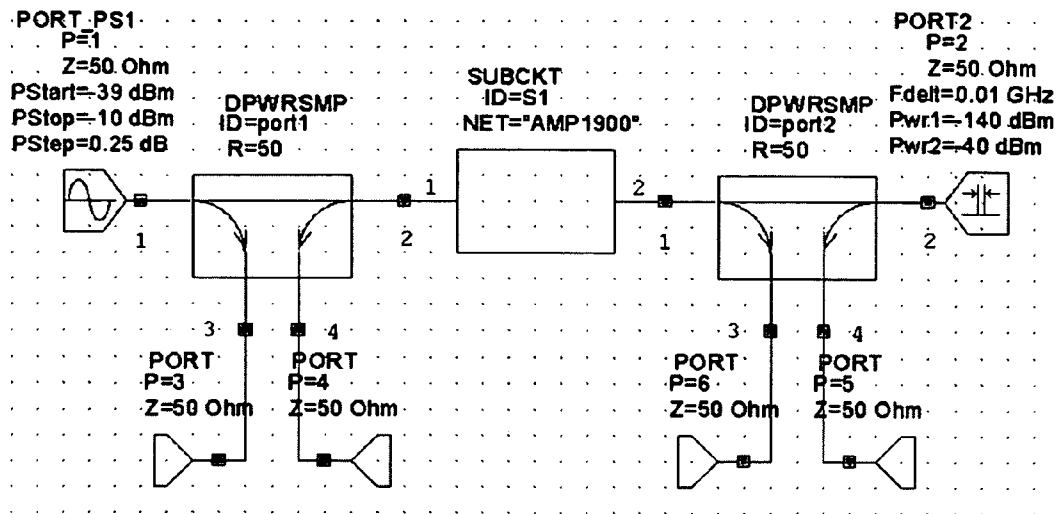 PORT_PS1
P=1
Z=50 Ohm
PStart=-39 dBm
PStop=-10 dBm
PStep=0.25 dB
DPWRSMP
ID=port1
R=50
SUBCKT
ID=S1
NET="AMP1900"
DPWRSMP
ID=port2
R=50
PORT2
P=2
Z=50 Ohm
Fdelt=0.01 GHz
Pwr1=-140 dBm
Pwr2=-40 dBm
1
2
1
2
1
2
3
4
3
4
PORT
P=3
Z=50 Ohm
PORT
P=4
Z=50 Ohm
PORT
P=6
Z=50 Ohm
PORT
P=5
Z=50 Ohm